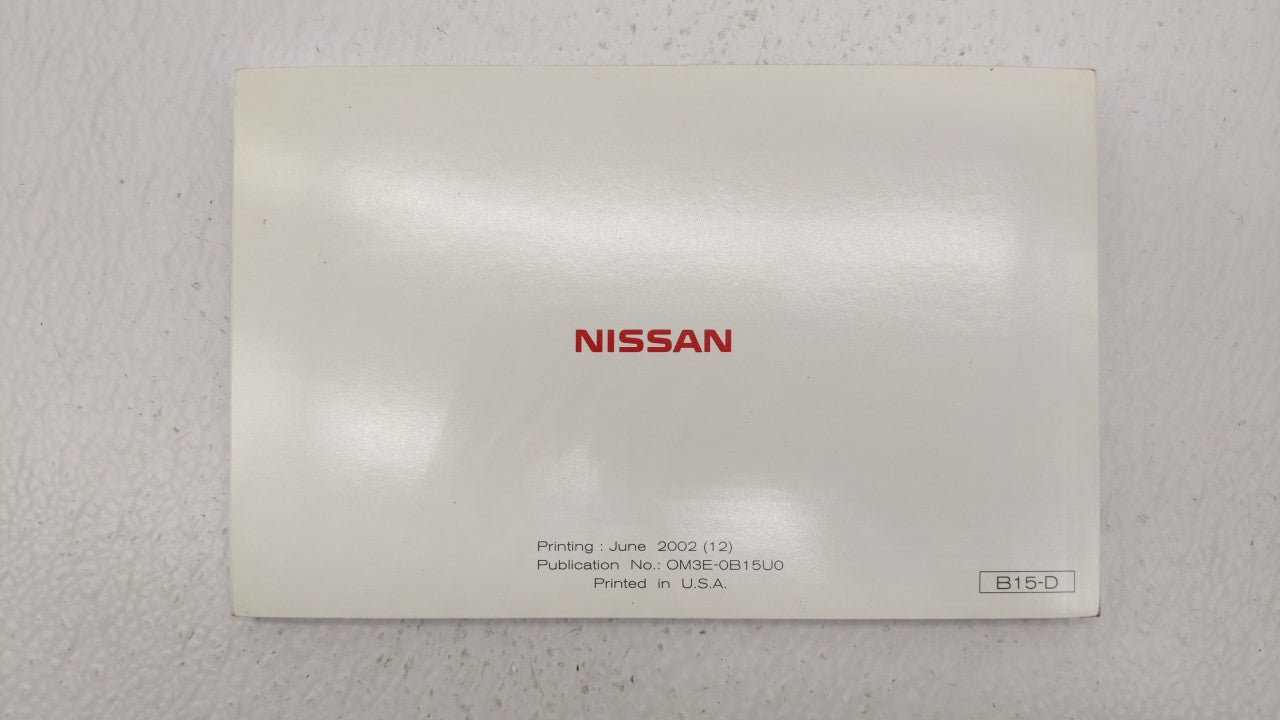 NISSAN
Printing : June 2002 (12)
Publication No.: OM3E-0B15U0
Printed in U.S.A.
B15-D